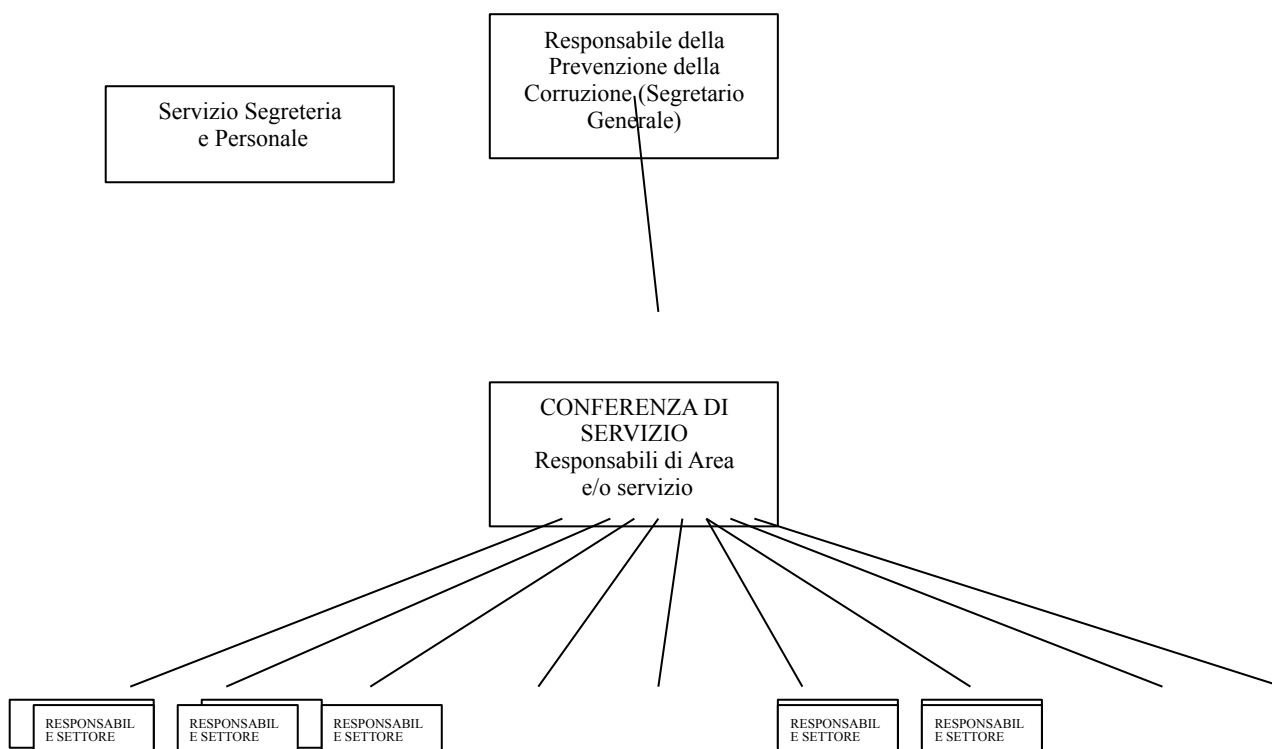 Responsabile della
Prevenzione della
Corruzione (Segretario
Generale)
Servizio Segreteria
e Personale
CONFERENZA DI
SERVIZIO
Responsabili di Area
e/o servizio
RESPONSABIL
E SETTORE
RESPONSABIL
E SETTORE
RESPONSABIL
E SETTORE
RESPONSABIL
E SETTORE
RESPONSABIL
E SETTORE